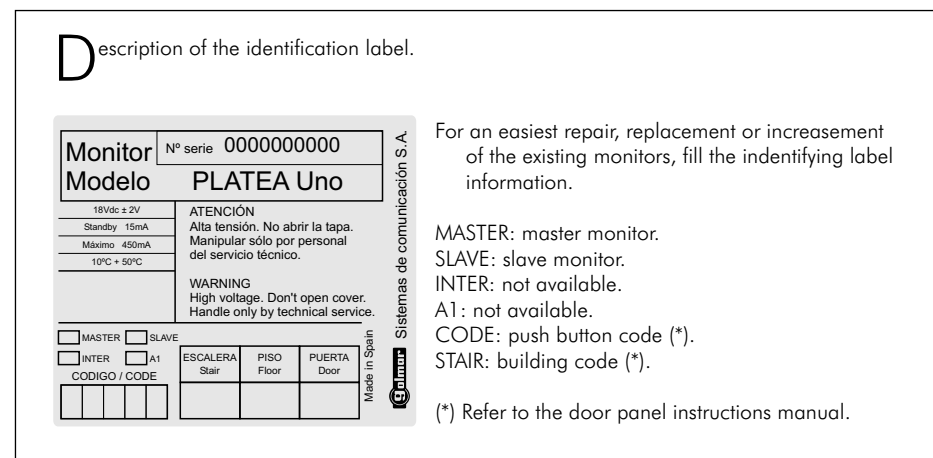 Description of the identification label.
Monitor Nº serie 0000000000
Modelo PLATEA Uno
18Vdc ± 2V
Standby 15mA
Máximo 450mA
10ºC + 50ºC
ATENCIÓN
Alta tensión. No abrir la tapa.
Manipular sólo por personal
del servicio técnico.
WARNING
High voltage. Don't open cover.
Handle only by technical service.
MASTER SLAVE
INTER A1
CODIGO / CODE
ESCALERA PISO PUERTA
Stair Floor Door
Made in Spain
golmar Sistemas de comunicación S.A.
For an easiest repair, replacement or increasement
of the existing monitors, fill the indentifying label
information.
MASTER: master monitor.
SLAVE: slave monitor.
INTER: not available.
A1: not available.
CODE: push button code (*).
STAIR: building code (*).
(*) Refer to the door panel instructions manual.